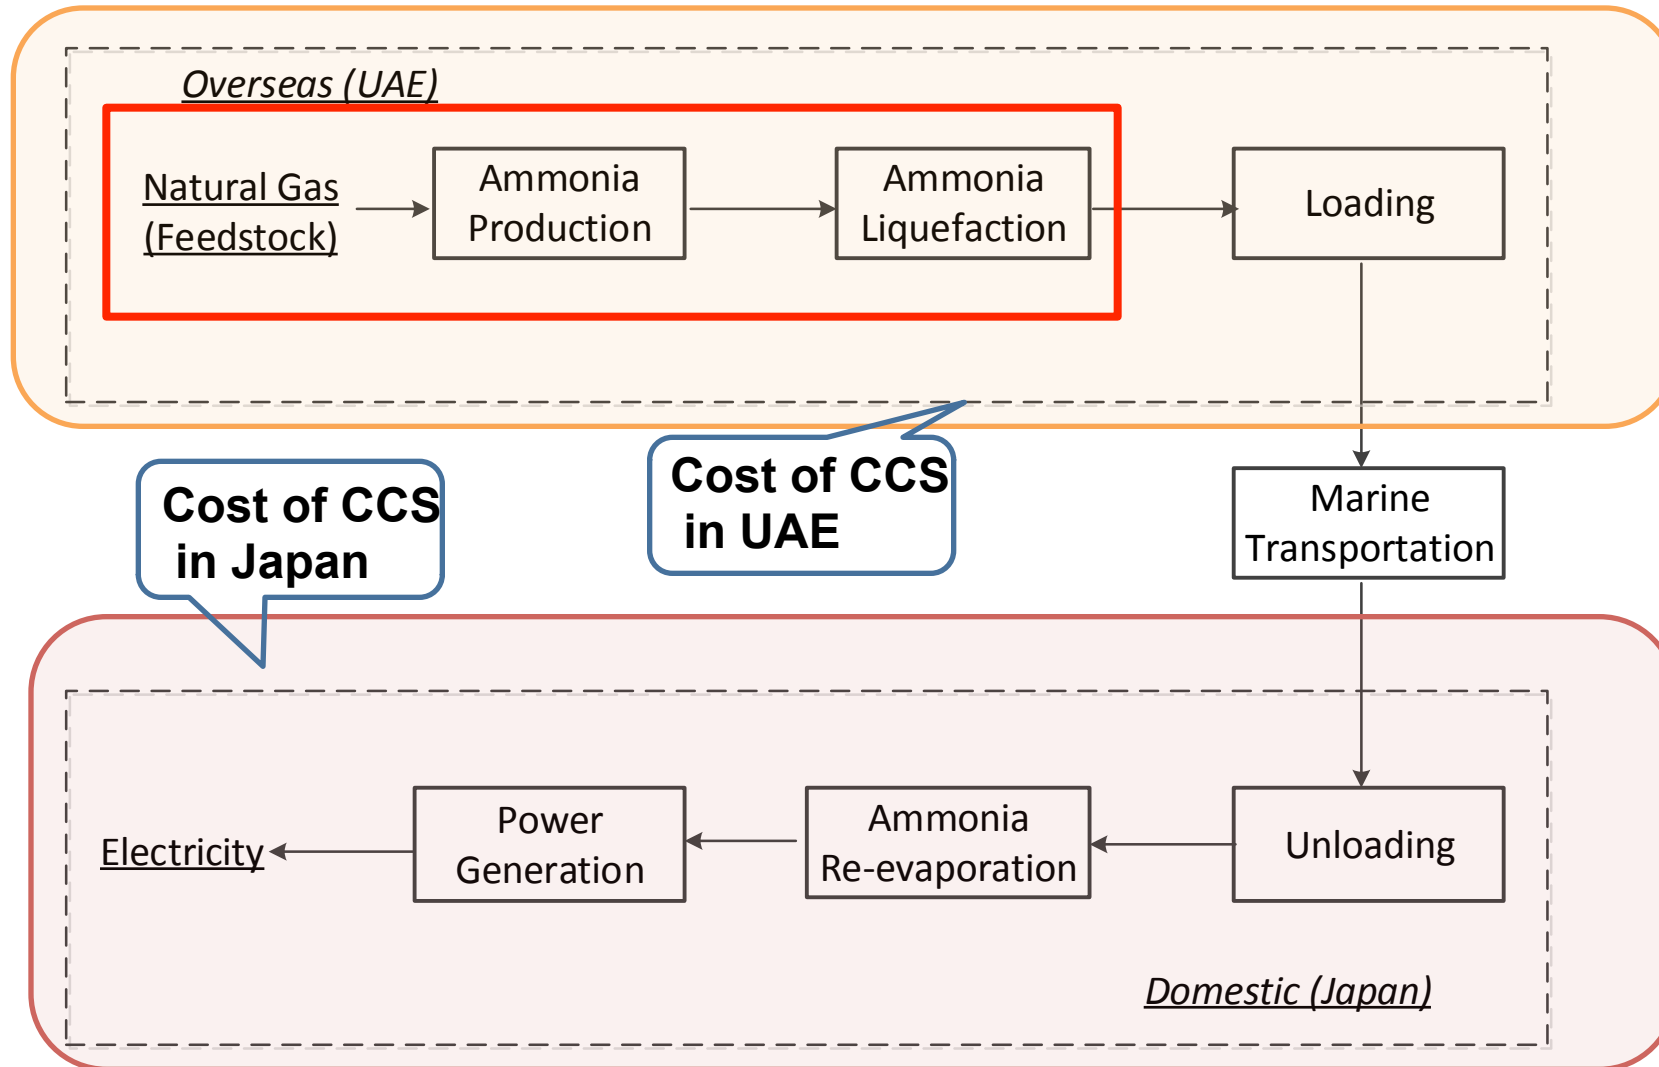 Overseas (UAE)
Natural Gas
(Feedstock)
Ammonia
Production
Ammonia
Liquefaction
Loading
Cost of CCS
in UAE
Cost of CCS
in Japan
Marine
Transportation
Electricity
Power
Generation
Ammonia
Re-evaporation
Unloading
Domestic (Japan)